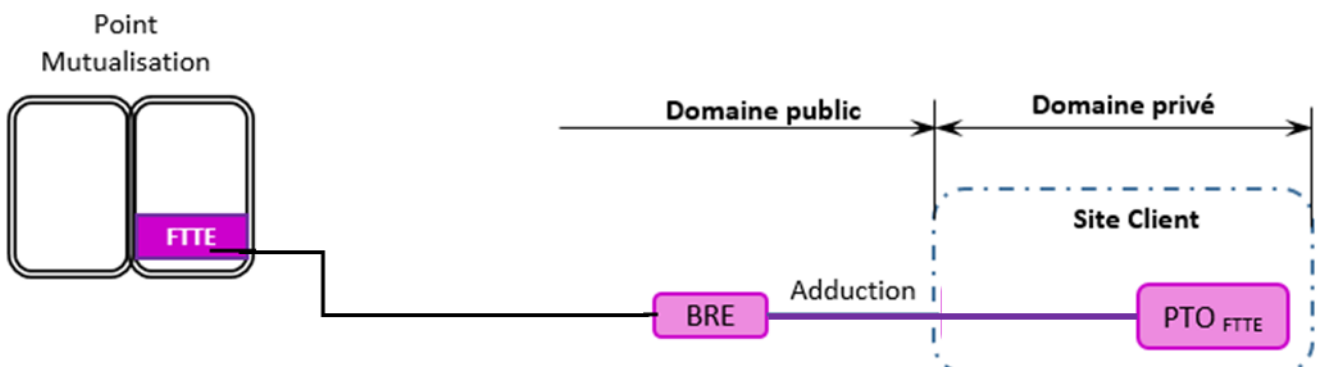 Point
Mutualisation
Domaine public
Domaine privé
Site Client
FTTE
Adduction
BRE
PTO FTTE